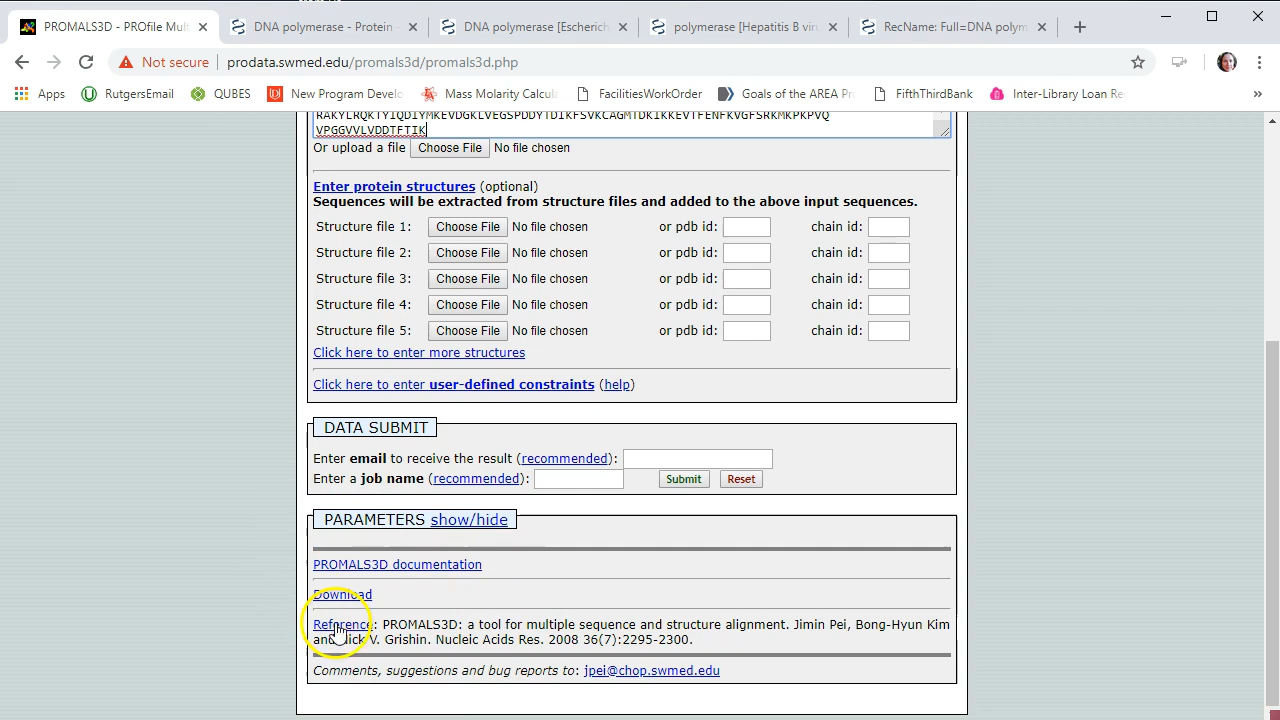 PROMALS3D - PROfile Mult
DNA polymerase - Protein -
DNA polymerase [Escherich
polymerase [Hepatitis B viru
RecName: Full=DNA polym
Not secure
prodata.swmed.edu/promals3d/promals3d.php
Apps
RutgersEmail
QUBES
New Program Develo
Mass Molarity Calcula
FacilitiesWorkOrder
Goals of the AREA Pr
FifthThirdBank
Inter-Library Loan Re
»
RAKYLRQKTYIQDIYMKEVDGKLVEGSPDDYTDIKFSVKCAGMTDKIKKEVTFENFKVGFSRKMKPKPVQ
VPGGVVLVDDTFTIK
Or upload a file Choose File No file chosen
Enter protein structures (optional)
Sequences will be extracted from structure files and added to the above input sequences.
Structure file 1: Choose File No file chosen or pdb id: chain id:
Structure file 2: Choose File No file chosen or pdb id: chain id:
Structure file 3: Choose File No file chosen or pdb id: chain id:
Structure file 4: Choose File No file chosen or pdb id: chain id:
Structure file 5: Choose File No file chosen or pdb id: chain id:
Click here to enter more structures
Click here to enter user-defined constraints (help)
DATA SUBMIT
Enter email to receive the result (recommended):
Enter a job name (recommended): Submit Reset
PARAMETERS show/hide
PROMALS3D documentation
Download
Reference: PROMALS3D: a tool for multiple sequence and structure alignment. Jimin Pei, Bong-Hyun Kim
and Nick V. Grishin. Nucleic Acids Res. 2008 36(7):2295-2300.
Comments, suggestions and bug reports to: jpei@chop.swmed.edu